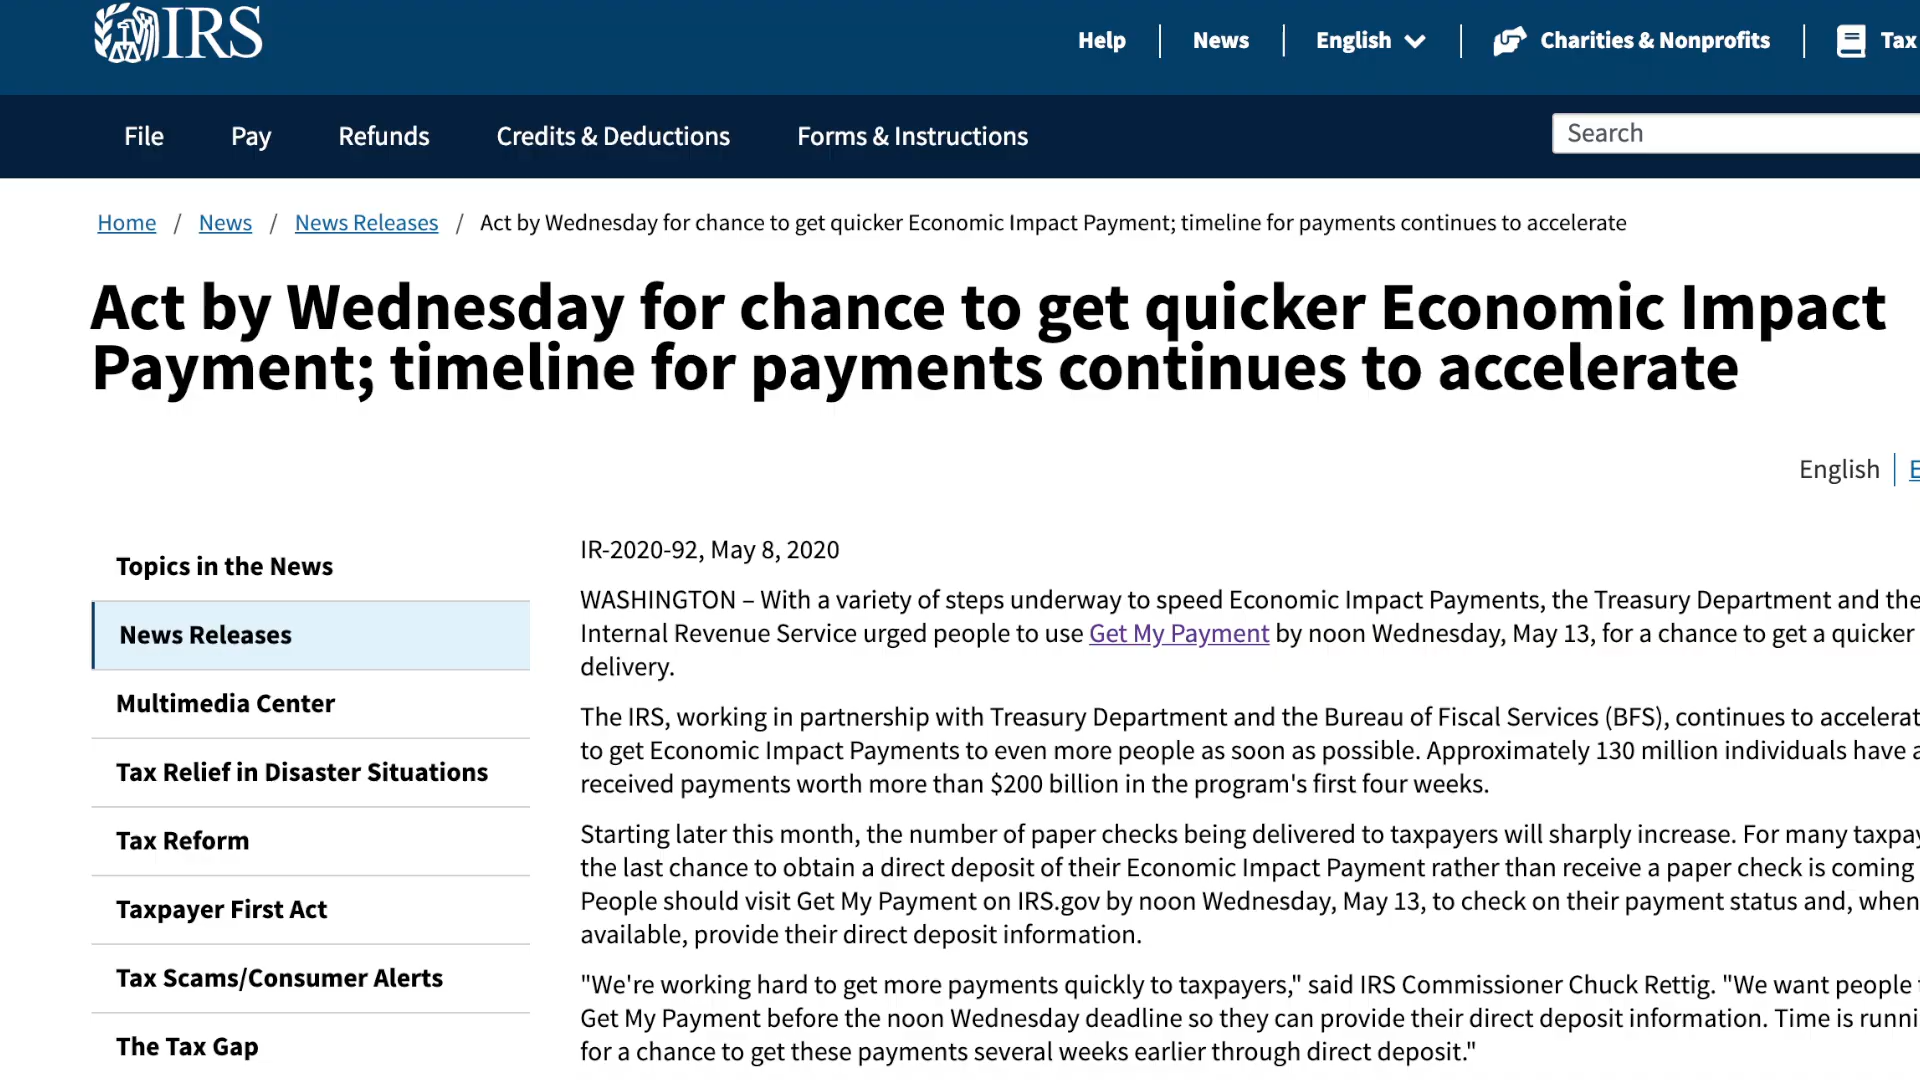 IRS
Help
News
English
Charities & Nonprofits
Tax
File
Pay
Refunds
Credits & Deductions
Forms & Instructions
Search
Home / News / News Releases / Act by Wednesday for chance to get quicker Economic Impact Payment; timeline for payments continues to accelerate
Act by Wednesday for chance to get quicker Economic Impact
Payment; timeline for payments continues to accelerate
English
Topics in the News
News Releases
Multimedia Center
Tax Relief in Disaster Situations
Tax Reform
Taxpayer First Act
Tax Scams/Consumer Alerts
The Tax Gap
IR-2020-92, May 8, 2020
WASHINGTON – With a variety of steps underway to speed Economic Impact Payments, the Treasury Department and the
Internal Revenue Service urged people to use Get My Payment by noon Wednesday, May 13, for a chance to get a quicker
delivery.
The IRS, working in partnership with Treasury Department and the Bureau of Fiscal Services (BFS), continues to accelerat
to get Economic Impact Payments to even more people as soon as possible. Approximately 130 million individuals have a
received payments worth more than $200 billion in the program's first four weeks.
Starting later this month, the number of paper checks being delivered to taxpayers will sharply increase. For many taxpay
the last chance to obtain a direct deposit of their Economic Impact Payment rather than receive a paper check is coming
People should visit Get My Payment on IRS.gov by noon Wednesday, May 13, to check on their payment status and, when
available, provide their direct deposit information.
"We're working hard to get more payments quickly to taxpayers," said IRS Commissioner Chuck Rettig. "We want people
Get My Payment before the noon Wednesday deadline so they can provide their direct deposit information. Time is runni
for a chance to get these payments several weeks earlier through direct deposit."